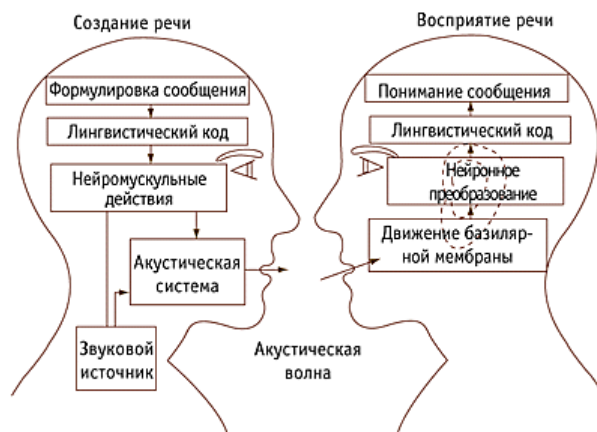 Создание речи
Формулировка сообщения
Лингвистический код
Нейромускульные
действия
Акустическая
система
Звуковой
источник
Акустическая
волна
Восприятие речи
Понимание сообщения
Лингвистический код
Нейронное
преобразование
Движение базиляр-
ной мембраны